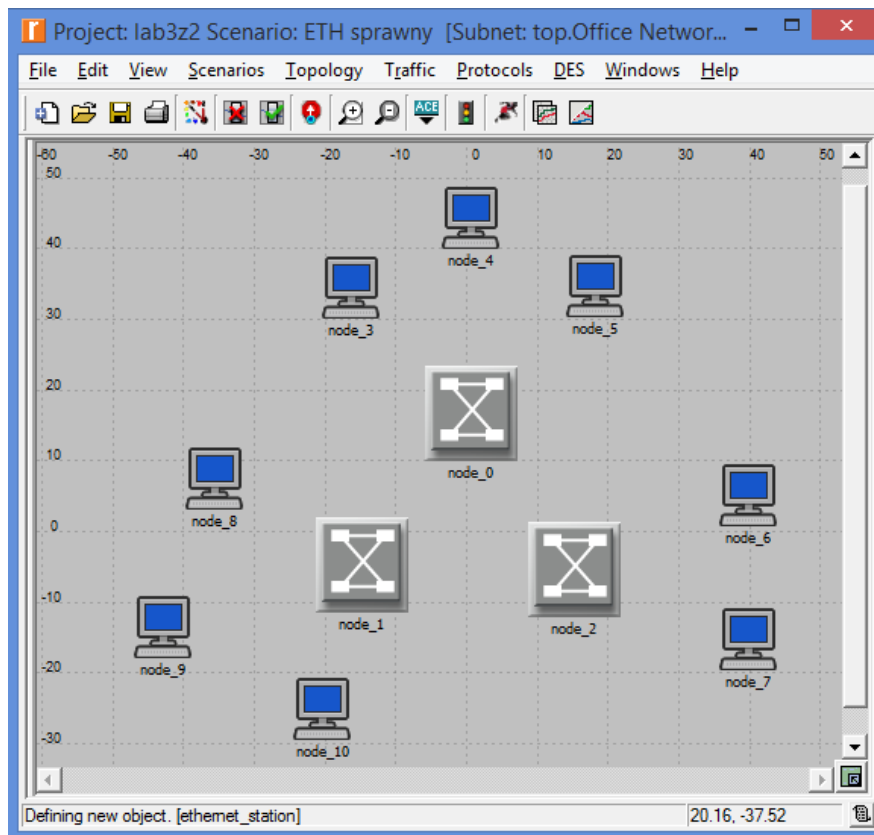 Project: lab3z2 Scenario: ETH sprawny [Subnet: top.Office Networ...
File Edit View Scenarios Topology Traffic Protocols DES Windows Help
ACE
-60 -50 -40 -30 -20 -10 0 10 20 30 40 50
50
40
node_4
30
node_3
node_5
20
10
node_0
0
node_8
node_6
-10
node_1
node_2
-20
node_9
node_7
-30
node_10
Defining new object. [ethernet_station]
20.16, -37.52